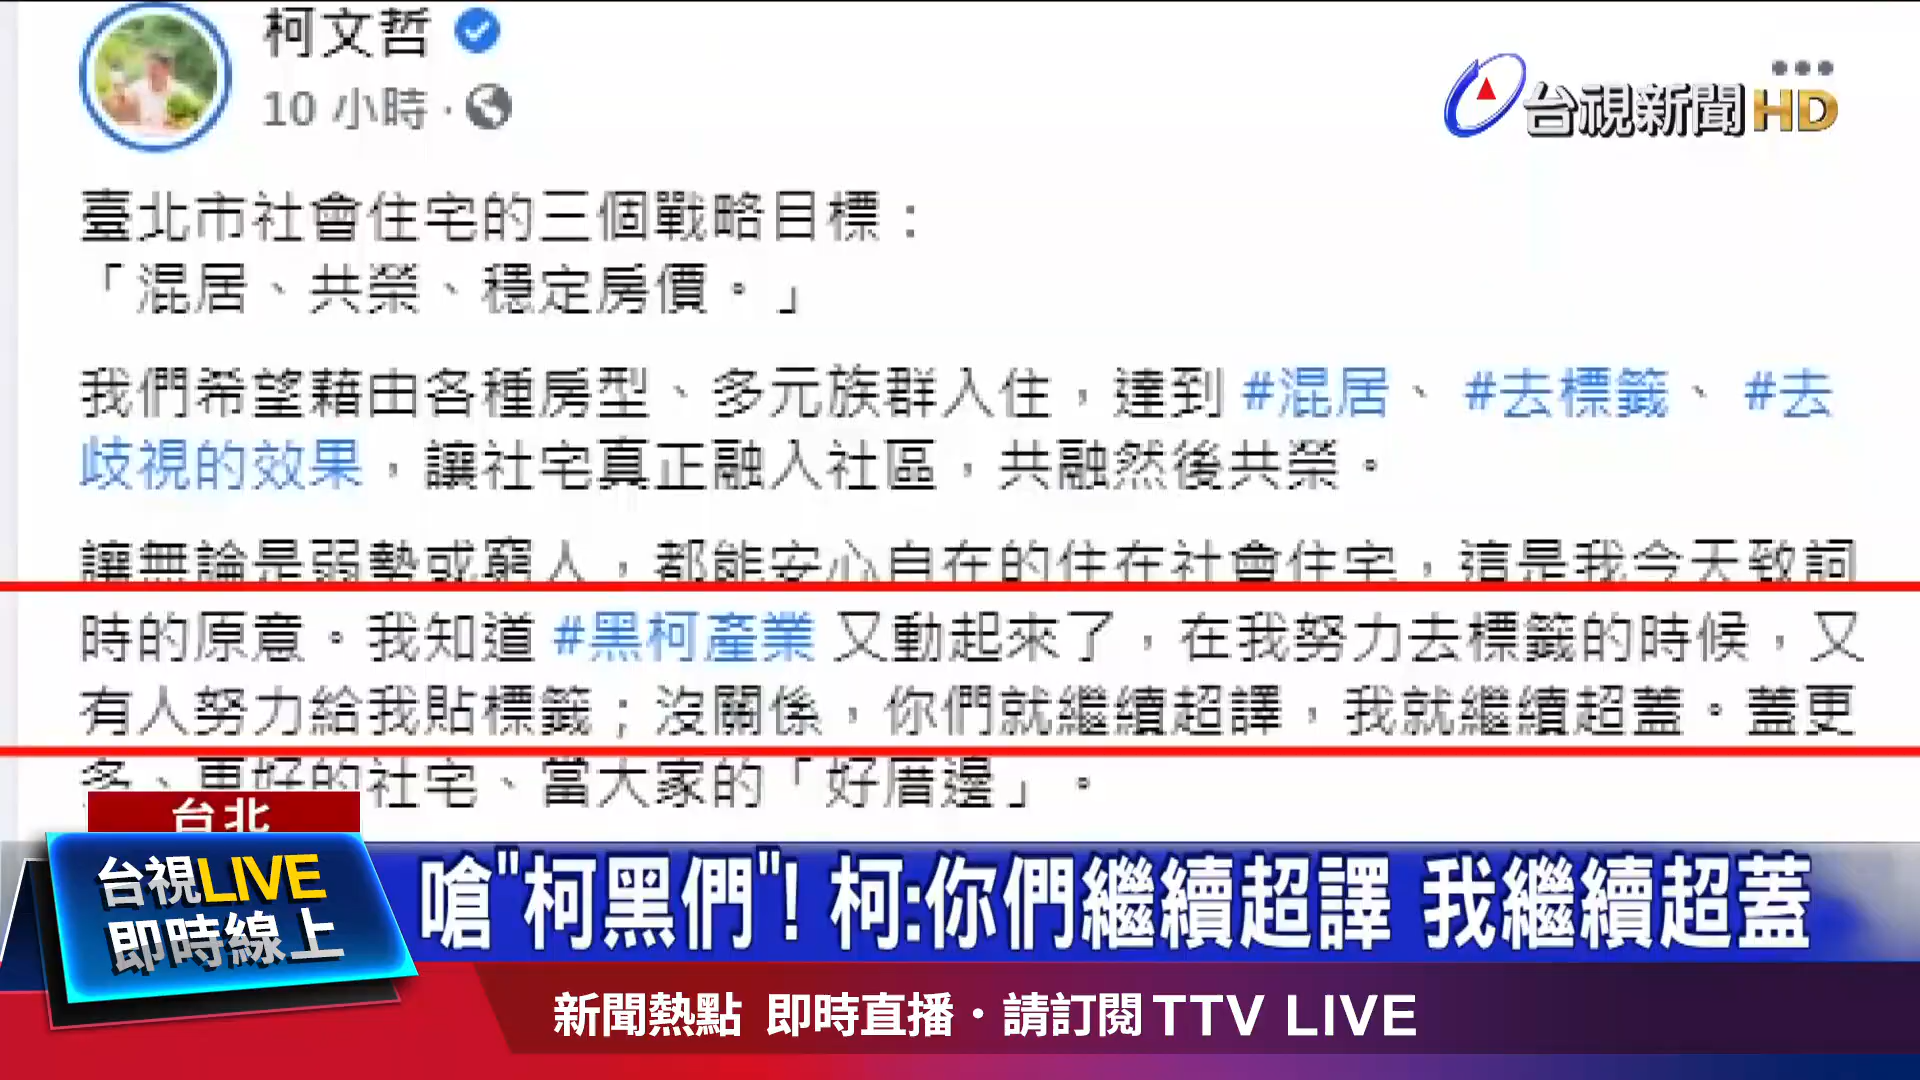 柯文哲
10 小時·
台視新聞HD
臺北市社會住宅的三個戰略目標：
「混居、共榮、穩定房價。」
我們希望藉由各種房型、多元族群入住，達到 #混居、 #去標籤、 #去
歧視的效果，讓社宅真正融入社區，共融然後共榮。
讓無論是弱勢或窮人，都能安心自在的住在社會住宅，這是我今天致詞
時的原意。我知道 #黑柯產業 又動起來了，在我努力去標籤的時候，又
有人努力給我貼標籤；沒關係，你們就繼續超譯，我就繼續超蓋。蓋更
多、更好的社宅、當大家的「好厝邊」。
台北
台視LIVE
即時線上
嗆"柯黑們"! 柯:你們繼續超譯 我繼續超蓋
新聞熱點 即時直播·請訂閱TTV LIVE